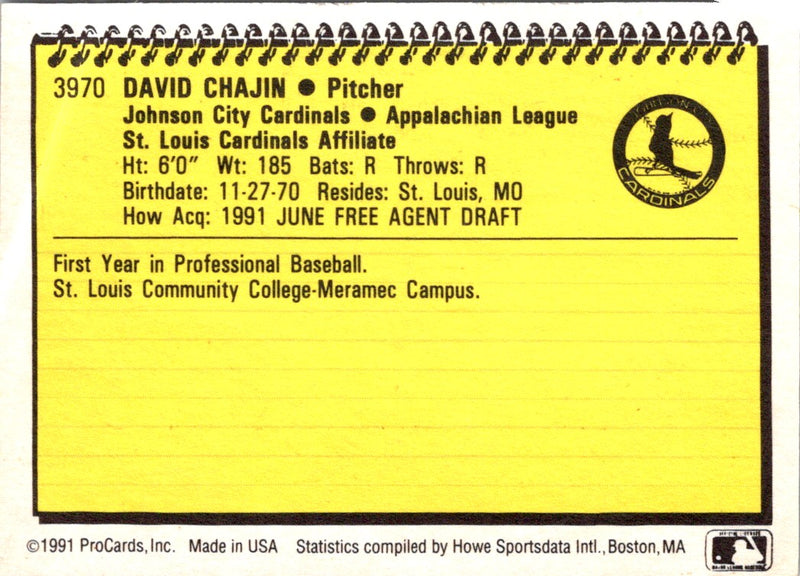 3970 DAVID CHAJIN ● Pitcher
Johnson City Cardinals ● Appalachian League
St. Louis Cardinals Affiliate
Ht: 6'0" Wt: 185 Bats: R Throws: R
Birthdate: 11-27-70 Resides: St. Louis, MO
How Acq: 1991 JUNE FREE AGENT DRAFT
JOHNSON CITY
CARDINALS
First Year in Professional Baseball.
St. Louis Community College-Meramec Campus.
©1991 ProCards, Inc. Made in USA Statistics compiled by Howe Sportsdata Intl., Boston, MA